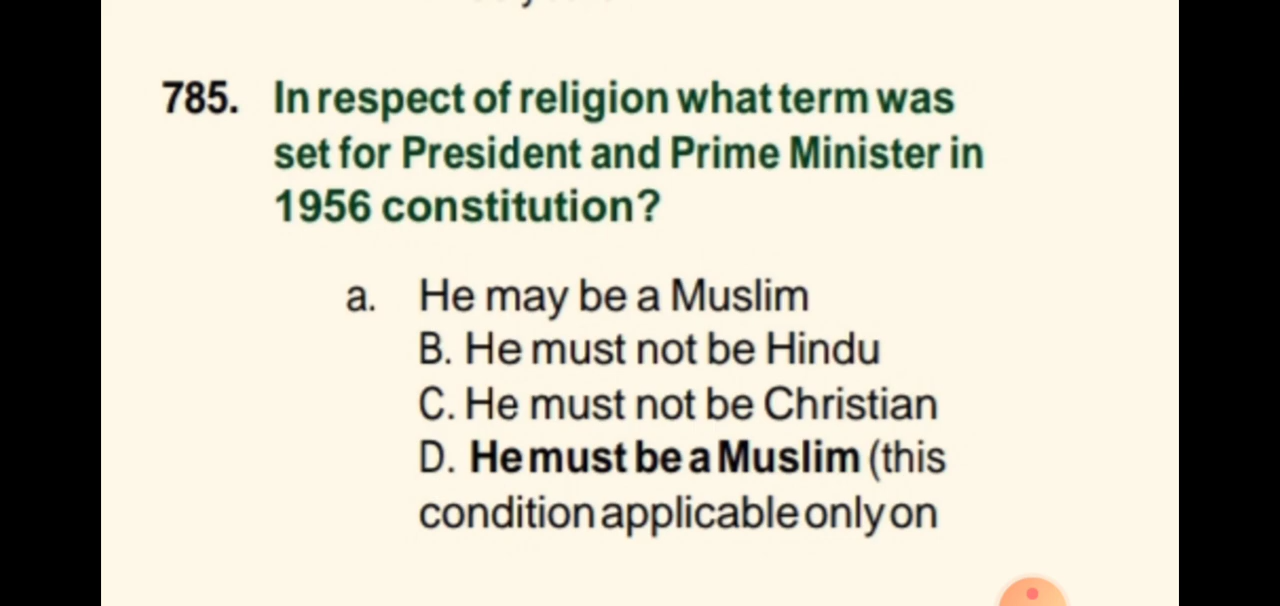 785. In respect of religion what term was
set for President and Prime Minister in
1956 constitution?
a. He may be a Muslim
B. He must not be Hindu
C. He must not be Christian
D. He must be a Muslim (this
condition applicable only on